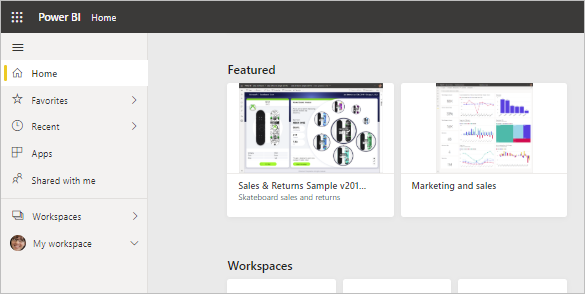 Power BI Home
Home
Favorites
Recent
Apps
Shared with me
Workspaces
My workspace
Featured
Sales & Returns Sample v201...
Skateboard sales and returns
Marketing and sales
Workspaces